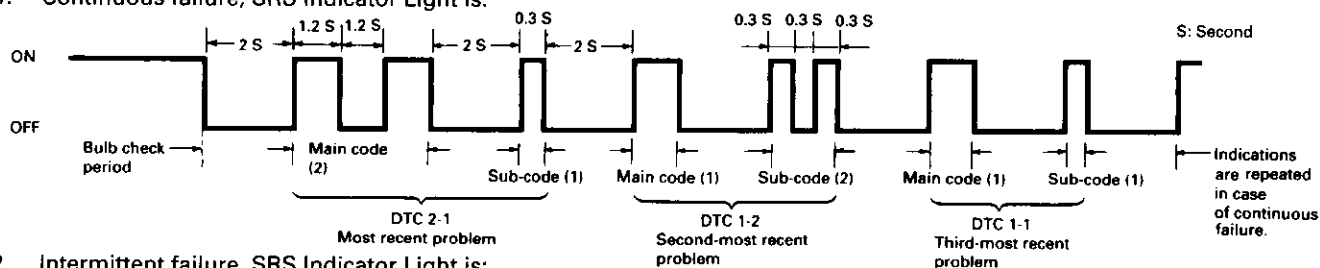 Continuous failure, SRS Indicator Light is:
0.3 S
0.3 S 0.3 S 0.3 S
1.2 S 1.2 S
2 S
2 S
2 S
S: Second
ON
OFF
Bulb check period
Main code (2)
Sub-code (1)
Main code (1)
Sub-code (2)
Main code (1)
Sub-code (1)
Indications
are repeated
in case
of continuous
failure.
DTC 2-1
Most recent problem
DTC 1-2
Second-most recent
problem
DTC 1-1
Third-most recent
problem
Intermittent failure, SRS Indicator Light is: